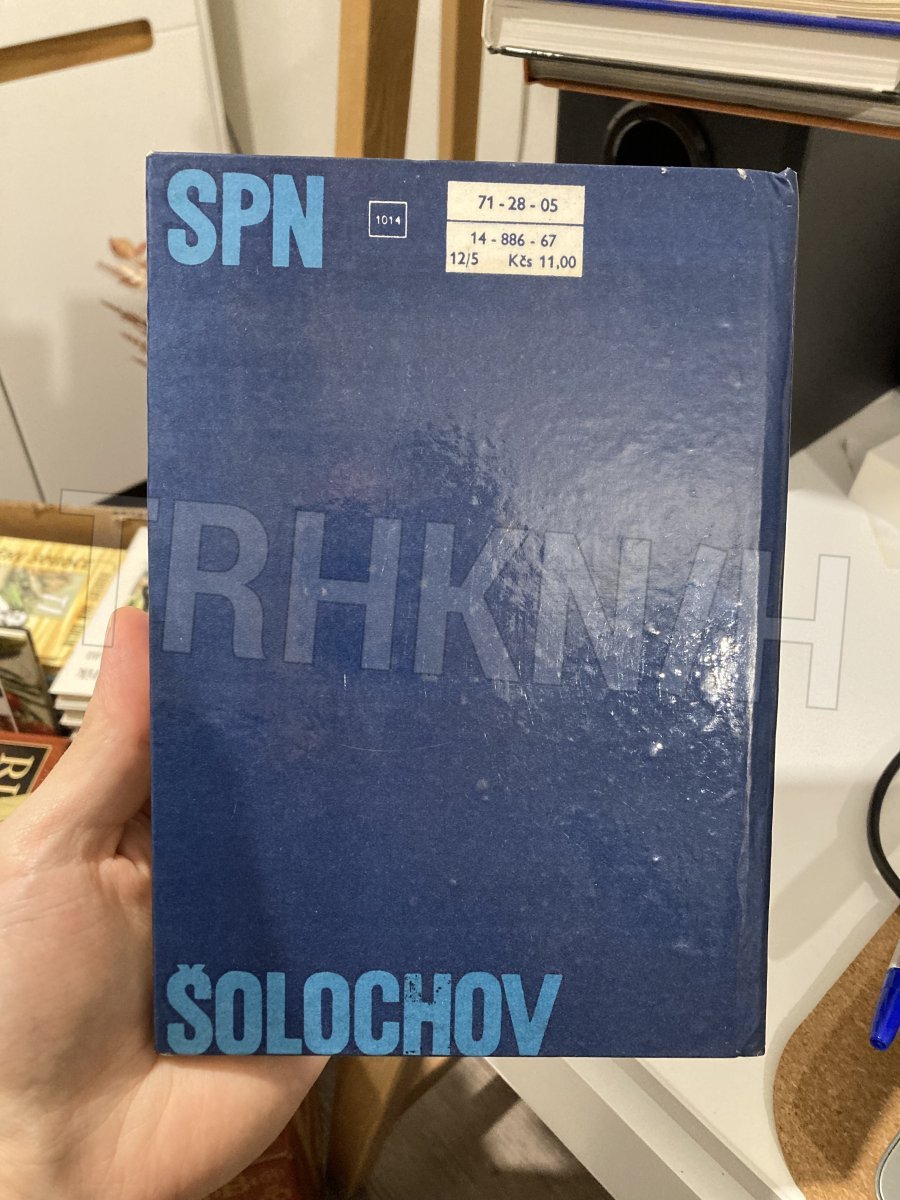 SPN
1014
71 - 28 - 05
14 - 886 - 67
12/5 Kčs 11,00
TRHKNIH
ŠOLOCHOV